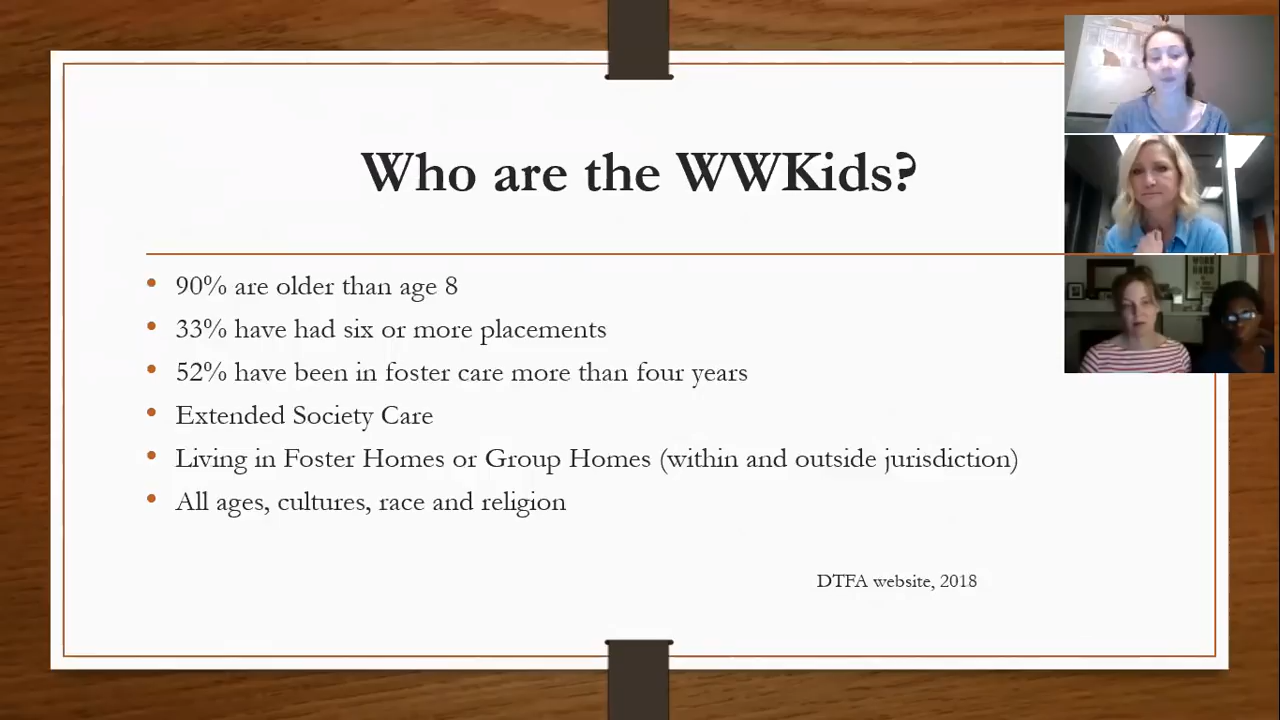 Who are the WWKids?
90% are older than age 8
33% have had six or more placements
52% have been in foster care more than four years
Extended Society Care
Living in Foster Homes or Group Homes (within and outside jurisdiction)
All ages, cultures, race and religion
DTFA website, 2018
WORK
HARD